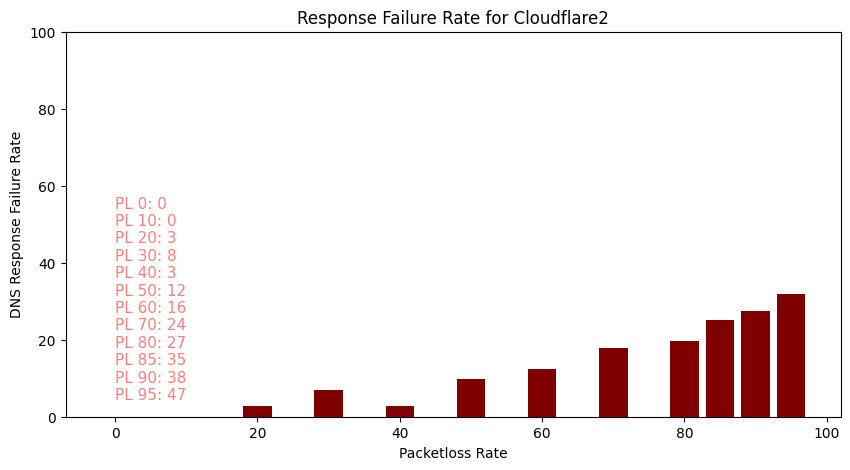 Response Failure Rate for Cloudflare2
100
80
60
40
20
0
DNS Response Failure Rate
PL 0: 0
PL 10: 0
PL 20: 3
PL 30: 8
PL 40: 3
PL 50: 12
PL 60: 16
PL 70: 24
PL 80: 27
PL 85: 35
PL 90: 38
PL 95: 47
0 20 40 60 80 100
Packetloss Rate